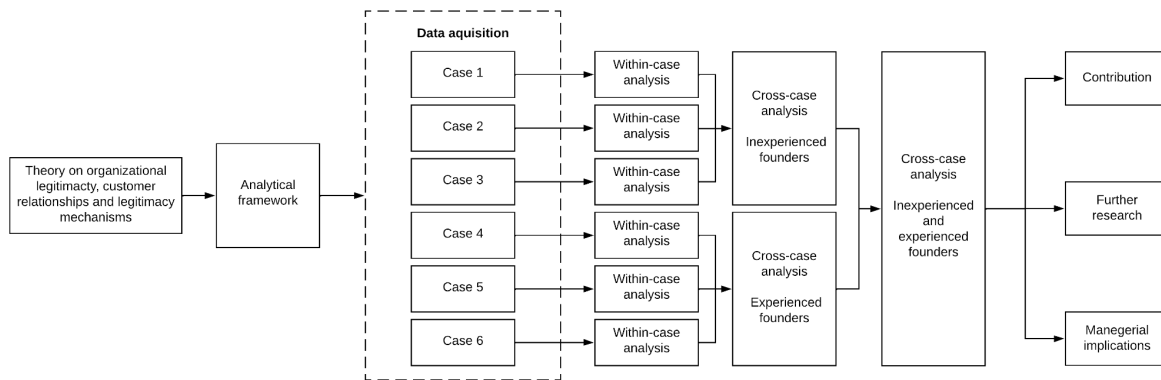 Theory on organizational
legitimacy, customer
relationships and legitimacy
mechanisms
Analytical
framework
Data aquisition
Case 1
Case 2
Case 3
Case 4
Case 5
Case 6
Within-case
analysis
Within-case
analysis
Within-case
analysis
Within-case
analysis
Within-case
analysis
Within-case
analysis
Cross-case
analysis
Inexperienced
founders
Cross-case
analysis
Experienced
founders
Cross-case
analysis
Inexperienced
and
experienced
founders
Contribution
Further
research
Manegerial
implications